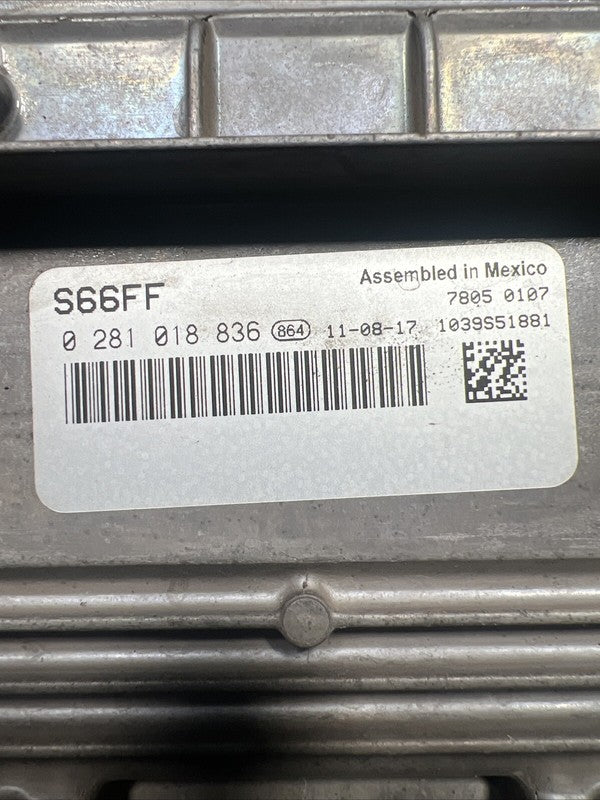 Assembled in Mexico
S66FF
7805 0107
0 281 018 836 864 11-08-17 1039S51881